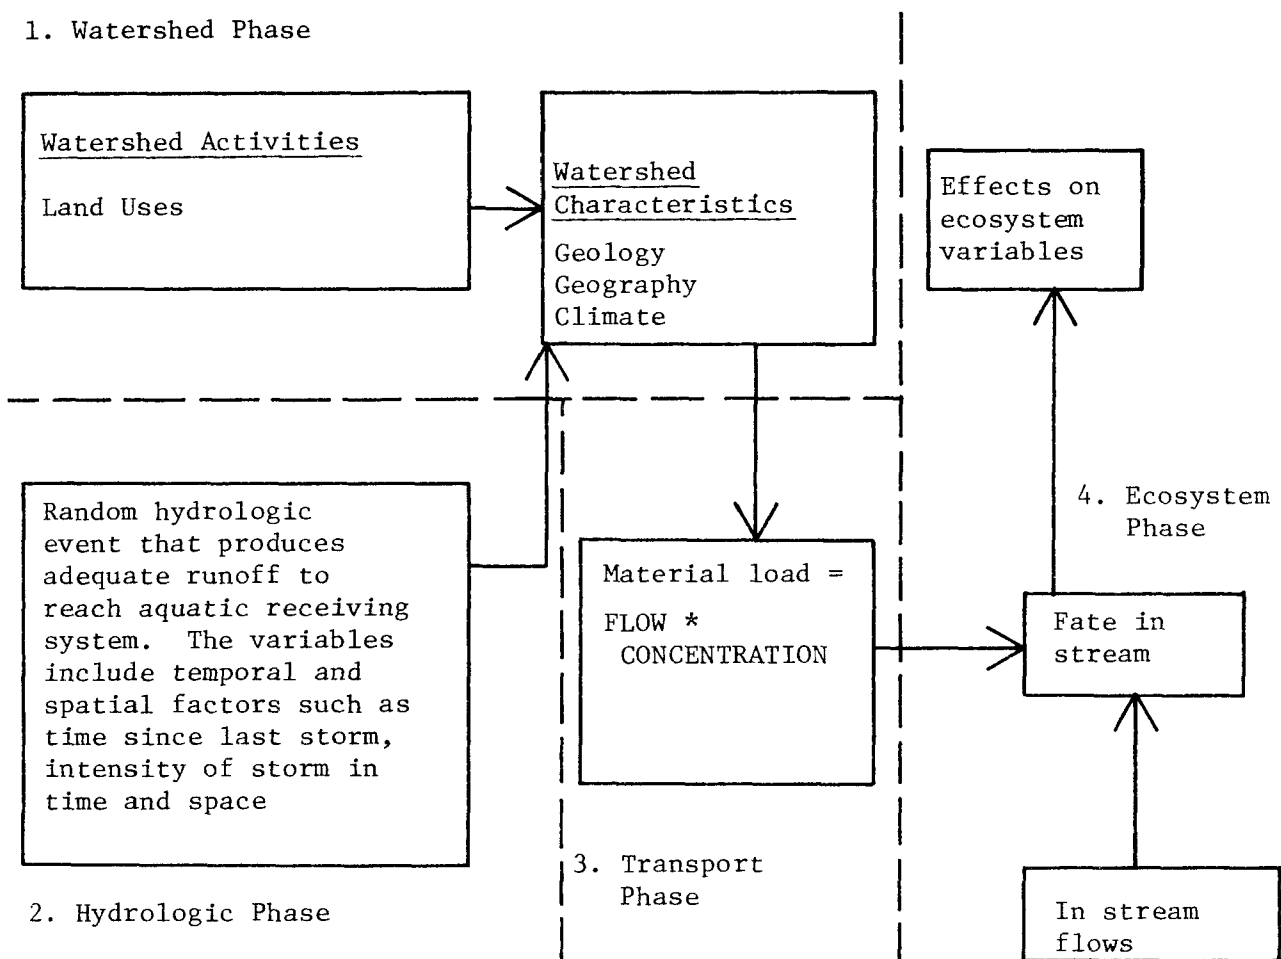 1. Watershed Phase
Watershed Activities
Land Uses
Watershed
Characteristics
Geology
Geography
Climate
Effects on
ecosystem
variables
Random hydrologic
event that produces
adequate runoff to
reach aquatic receiving
system. The variables
include temporal and
spatial factors such as
time since last storm,
intensity of storm in
time and space
2. Hydrologic Phase
Material load =
FLOW *
CONCENTRATION
3. Transport
Phase
4. Ecosystem
Phase
Fate in
stream
In stream
flows